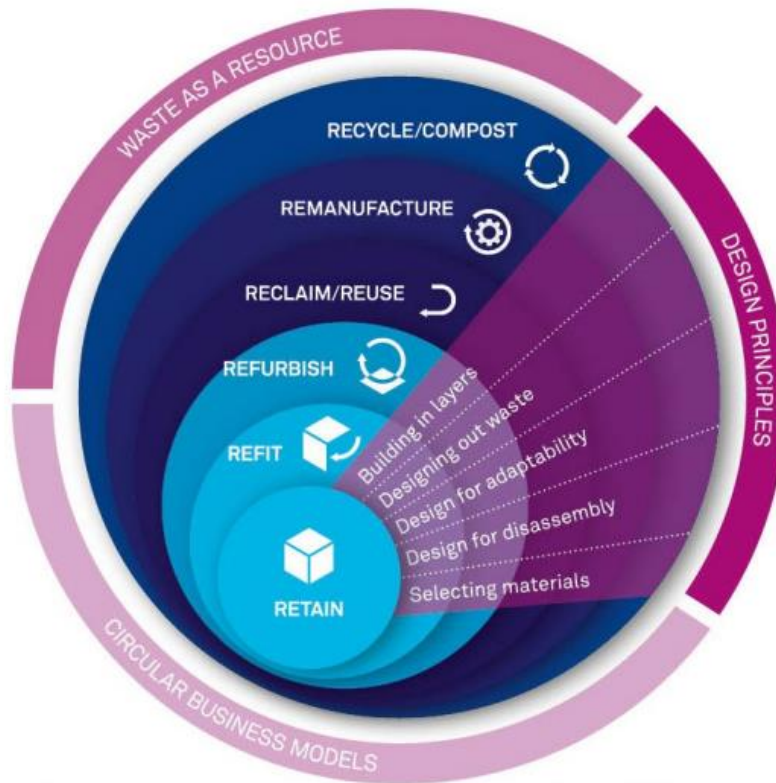 WASTE AS A RESOURCE
RECYCLE/COMPOST
REMANUFACTURE
RECLAIM/REUSE
REFURBISH
REFIT
RETAIN
Building in layers
Designing out waste
Design for adaptability
Design for disassembly
Selecting materials
DESIGN PRINCIPLES
CIRCULAR BUSINESS MODELS